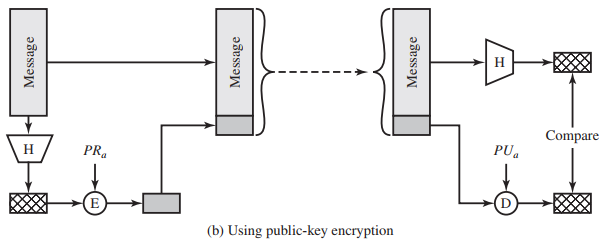 Message
Message
Message
H
H
PRa
E
Compare
PUa
D
(b) Using public-key encryption